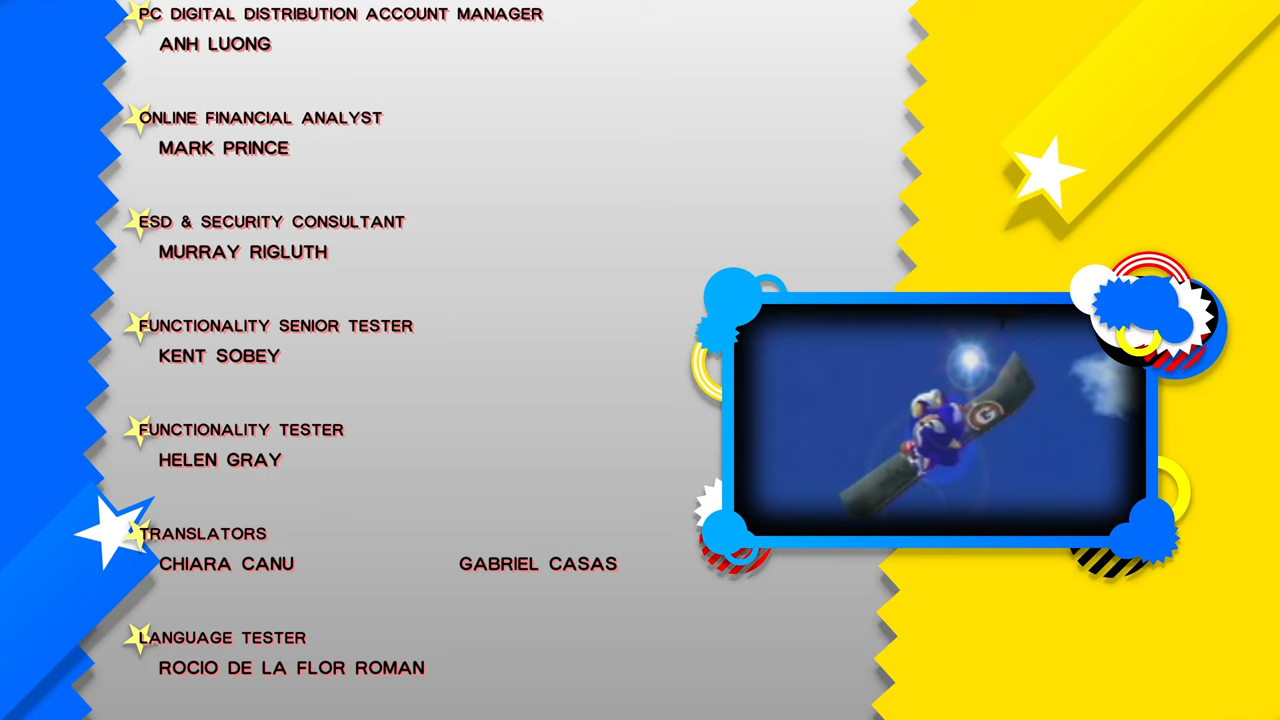 PC DIGITAL DISTRIBUTION ACCOUNT MANAGER
ANH LUONG
ONLINE FINANCIAL ANALYST
MARK PRINCE
ESD & SECURITY CONSULTANT
MURRAY RIGLUTH
FUNCTIONALITY SENIOR TESTER
KENT SOBEY
FUNCTIONALITY TESTER
HELEN GRAY
TRANSLATORS
CHIARA CANU GABRIEL CASAS
LANGUAGE TESTER
ROCIO DE LA FLOR ROMAN
G